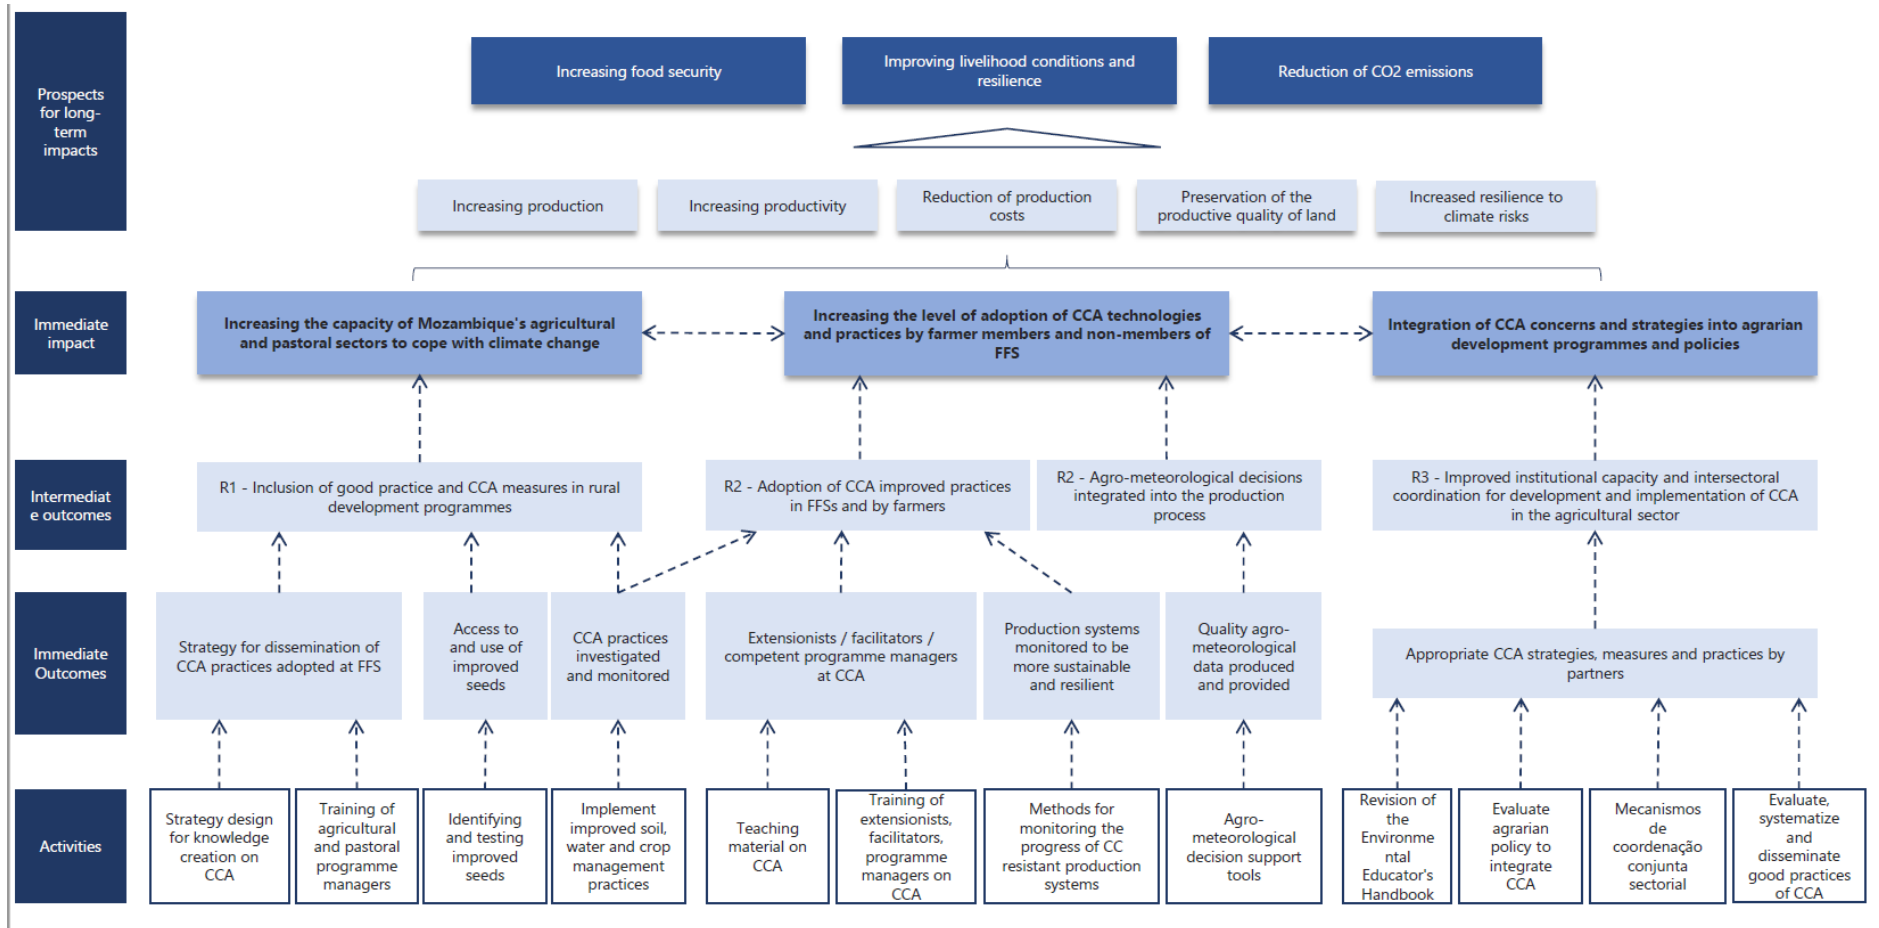 Prospects
for long-
term
impacts
Increasing food security
Improving livelihood conditions and
resilience
Reduction of CO2 emissions
Increasing production
Increasing productivity
Reduction of production
costs
Preservation of the
productive quality of land
Increased resilience to
climate risks
Immediate
impact
Increasing the capacity of Mozambique's agricultural
and pastoral sectors to cope with climate change
Increasing the level of adoption of CCA technologies
and practices by farmer members and non-members of
FFS
Integration of CCA concerns and strategies into agrarian
development programmes and policies
Intermediat
e outcomes
R1 - Inclusion of good practice and CCA measures in rural
development programmes
R2 - Adoption of CCA improved practices
in FFSs and by farmers
R2 - Agro-meteorological decisions
integrated into the production
process
R3 - Improved institutional capacity and intersectoral
coordination for development and implementation of CCA
in the agricultural sector
Immediate
Outcomes
Strategy for dissemination of
CCA practices adopted at FFS
Access to
and use of
improved
seeds
CCA practices
investigated
and monitored
Extensionists / facilitators /
competent programme managers
at CCA
Production systems
monitored to be
more sustainable
and resilient
Quality agro-
meteorological
data produced
and provided
Appropriate CCA strategies, measures and practices by
partners
Activities
Strategy design
for knowledge
creation on
CCA
Training of
agricultural
and pastoral
programme
managers
Identifying
and testing
improved
seeds
Implement
improved soil,
water and crop
management
practices
Teaching
material on
CCA
Training of
extensionists,
facilitators,
programme
managers on
CCA
Methods for
monitoring the
progress of CC
resistant production
systems
Agro-
meteorological
decision support
tools
Revision of
the
Environme
ntal
Educator's
Handbook
Evaluate
agrarian
policy to
integrate
CCA
Mecanismos
de
coordenação
conjunta
sectorial
Evaluate,
systematize
and
disseminate
good practices
of CCA